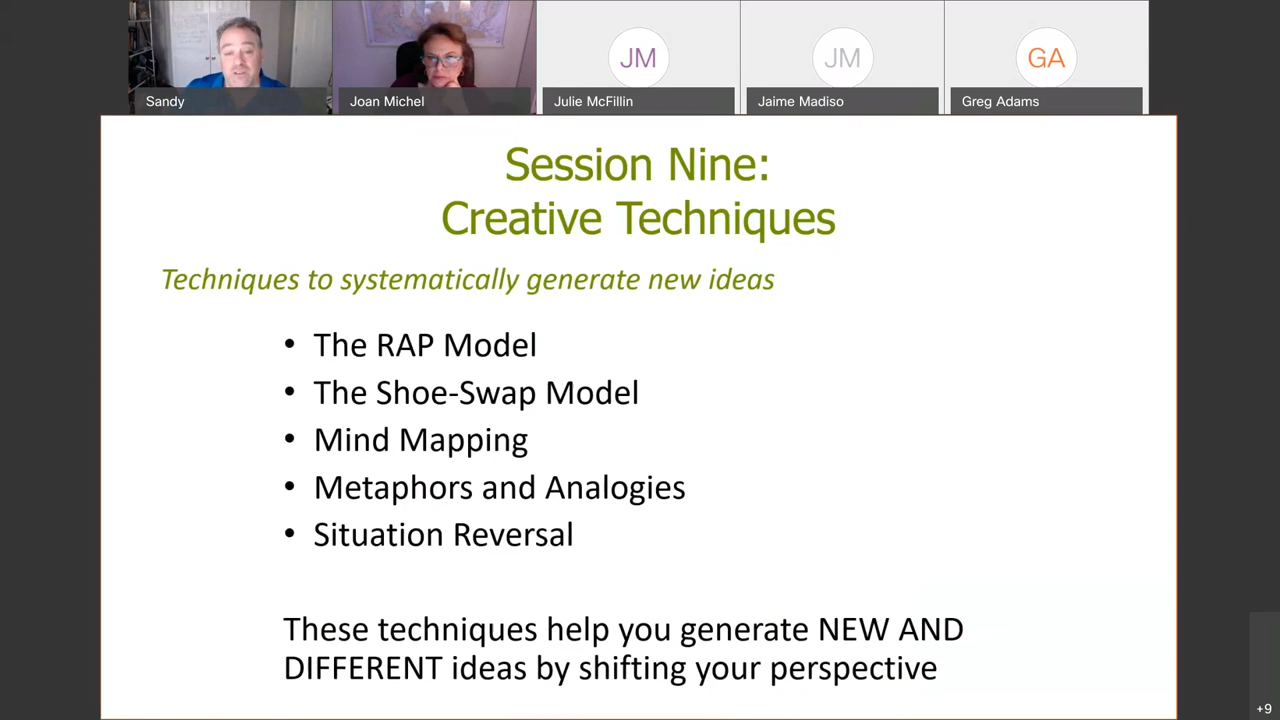 JM
JM
GA
Sandy
Joan Michel
Julie McFillin
Jaime Madiso
Greg Adams
Session Nine:
Creative Techniques
Techniques to systematically generate new ideas
• The RAP Model
• The Shoe-Swap Model
• Mind Mapping
• Metaphors and Analogies
• Situation Reversal
These techniques help you generate NEW AND
DIFFERENT ideas by shifting your perspective
+9